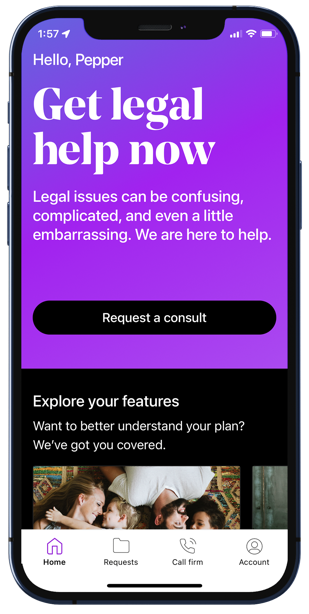 1:57
Hello, Pepper
Get legal
help now
Legal issues can be confusing,
complicated, and even a little
embarrassing. We are here to help.
Request a consult
Explore your features
Want to better understand your plan?
We’ve got you covered.
Home
Requests
Call firm
Account